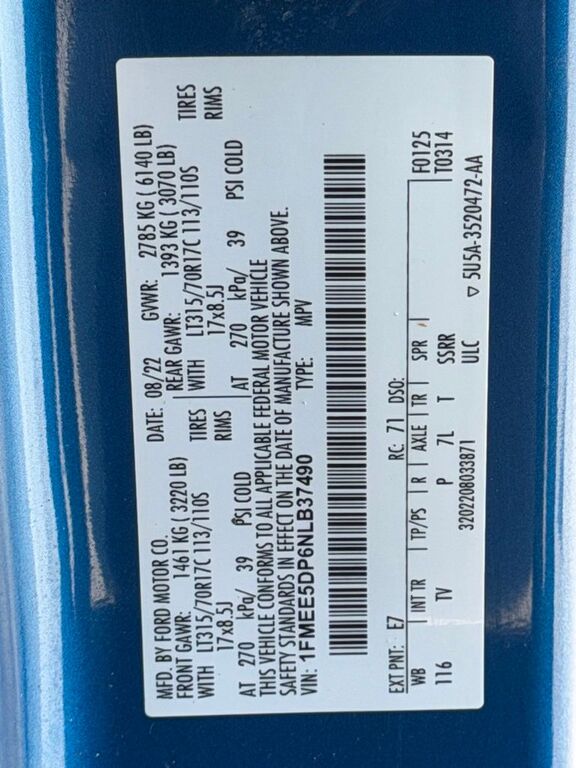 MFD. BY FORD MOTOR CO.
DATE: 08/22 GVWR: 2785 KG ( 6140 LB)
FRONT GAWR: 1461 KG ( 3220 LB) REAR GAWR: 1393 KG ( 3070 LB)
WITH LT315/70R17C 113/110S TIRES WITH LT315/70R17C 113/110S TIRES
17x8.5J RIMS 17x8.5J RIMS
AT 270 kPa/ 39 PSI COLD AT 270 kPa/ 39 PSI COLD
THIS VEHICLE CONFORMS TO ALL APPLICABLE FEDERAL MOTOR VEHICLE
SAFETY STANDARDS IN EFFECT ON THE DATE OF MANUFACTURE SHOWN ABOVE.
VIN: 1FMEE5DP6NLB37490 TYPE: MPV
EXT PNT: E7 RC: 71 DSO: F0125
WB INT TR TP/PS R AXLE TR SPR T0314
116 TV P 7L T SSRR
ULC
3202208033871 ▽ 5U5A-3520472-AA